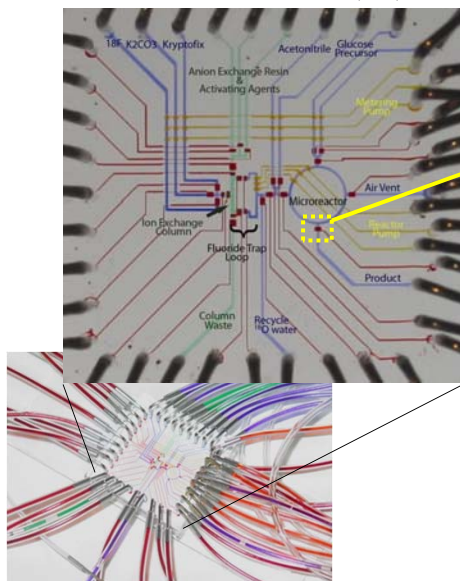 18F K2CO3 Kryptofix
Acetonitrile
Glucose
Precursor
Anion Exchange Resin
&
Activating Agents
Metering
Pump
Air Vent
Microreactor
Ion Exchange
Column
Fluoride Trap
Loop
Reactor
Pump
Product
Column
Waste
Recycle
¹⁸O water